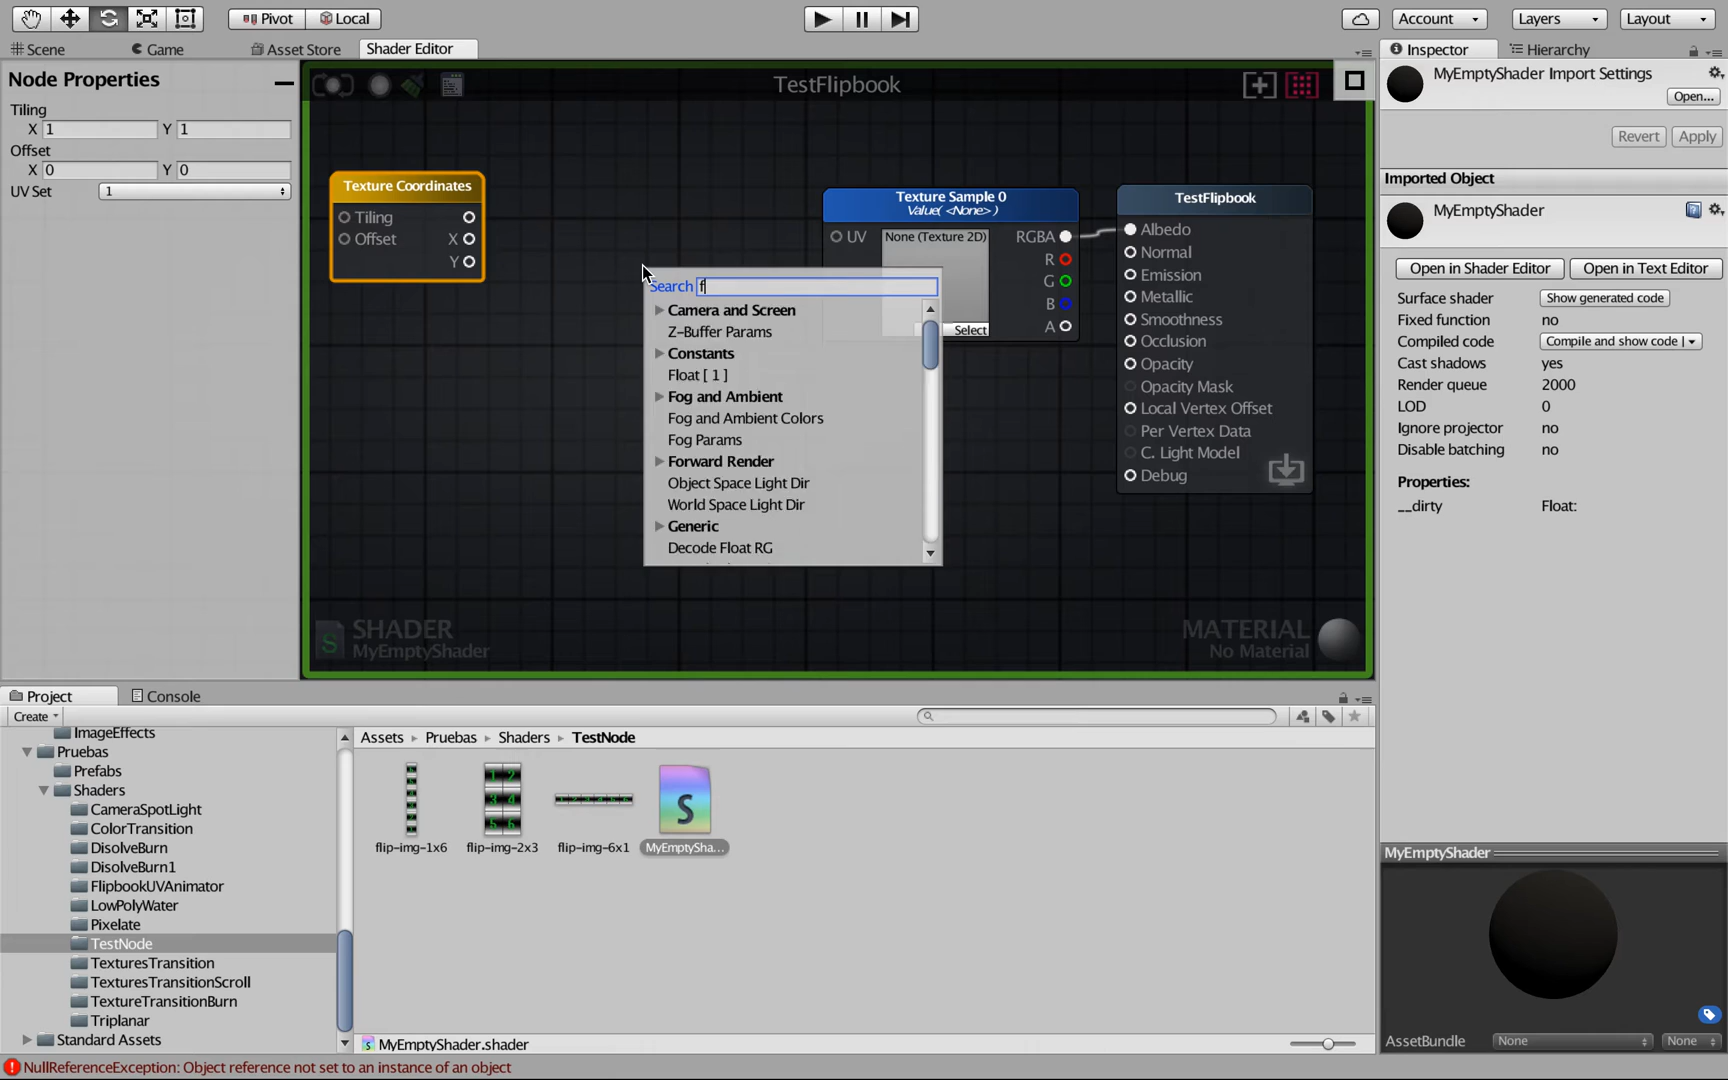 Pivot Local Account Layers Layout
Scene Game Asset Store Shader Editor Inspector Hierarchy
Node Properties
Tiling
X 1 Y 1
Offset
X 0 Y 0
UV Set 1
TestFlipbook
Texture Coordinates
Tiling
Offset X
Y
Texture Sample 0
Value( <None> )
UV None (Texture 2D) RGBA
R
G
B
A
Select
TestFlipbook
Albedo
Normal
Emission
Metallic
Smoothness
Occlusion
Opacity
Opacity Mask
Local Vertex Offset
Per Vertex Data
C. Light Model
Debug
Search f
Camera and Screen
Z-Buffer Params
Constants
Float [ 1 ]
Fog and Ambient
Fog and Ambient Colors
Fog Params
Forward Render
Object Space Light Dir
World Space Light Dir
Generic
Decode Float RG
SHADER
MyEmptyShader
MATERIAL
No Material
MyEmptyShader Import Settings
Open...
Revert Apply
Imported Object
MyEmptyShader
Open in Shader Editor Open in Text Editor
Surface shader Show generated code
Fixed function no
Compiled code Compile and show code |
Cast shadows yes
Render queue 2000
LOD 0
Ignore projector no
Disable batching no
Properties:
__dirty Float:
Project Console
Create
ImageEffects
Pruebas
Prefabs
Shaders
CameraSpotLight
ColorTransition
DisolveBurn
DisolveBurn1
FlipbookUVAnimator
LowPolyWater
Pixelate
TestNode
TexturesTransition
TexturesTransitionScroll
TextureTransitionBurn
Triplanar
Standard Assets
Assets Pruebas Shaders TestNode
1 2
3 4
5 6
S
flip-img-1x6 flip-img-2x3 flip-img-6x1 MyEmptySha...
MyEmptyShader.shader
MyEmptyShader
AssetBundle None None
NullReferenceException: Object reference not set to an instance of an object